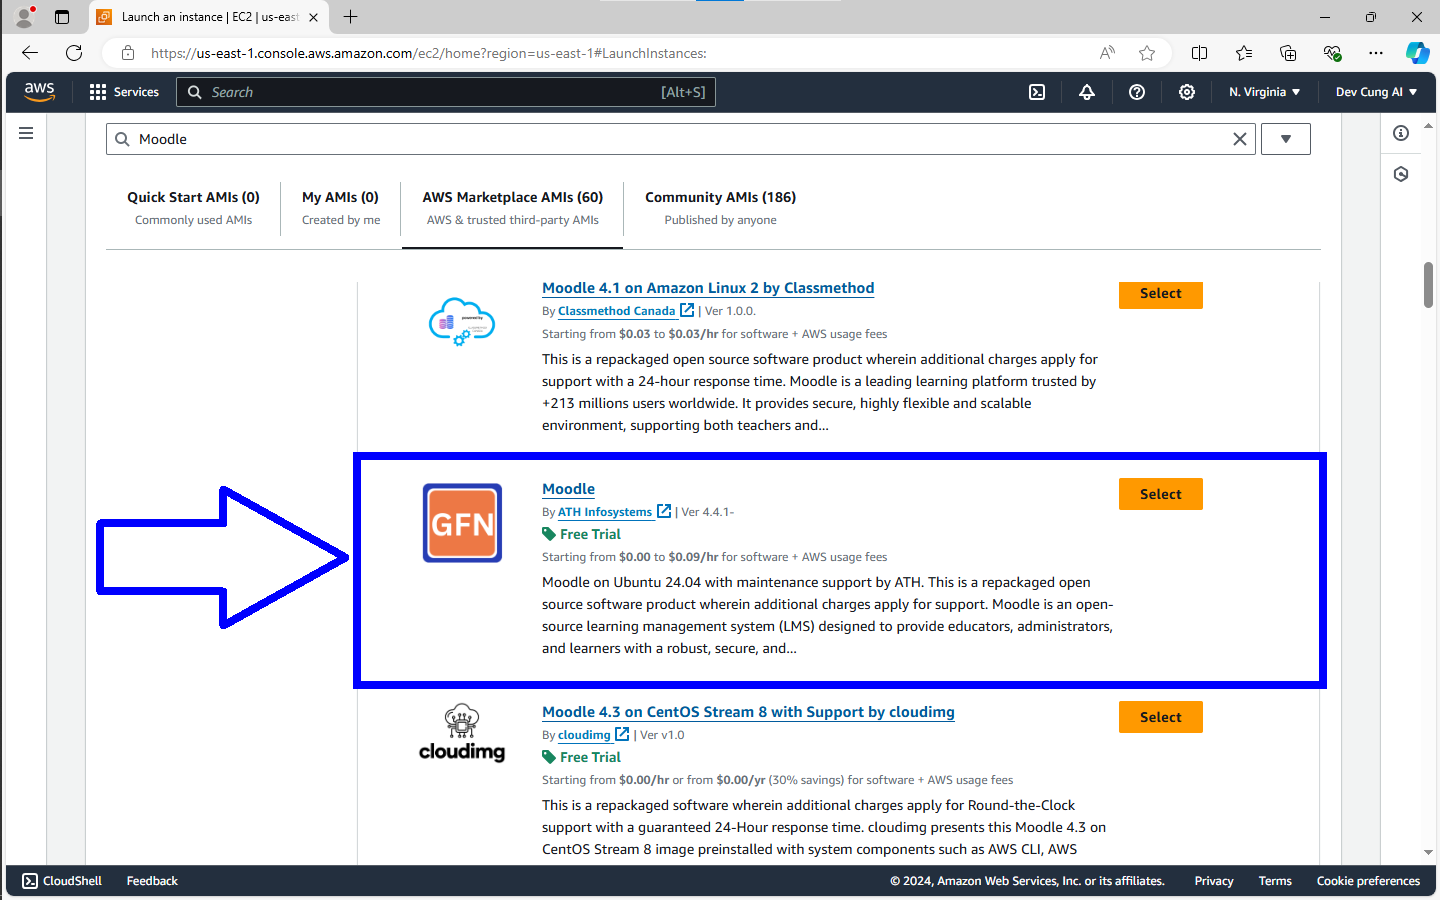 Launch an instance | EC2 | us-east
https://us-east-1.console.aws.amazon.com/ec2/home?region=us-east-1#LaunchInstances:
aws
Services
Search
[Alt+S]
N. Virginia
Dev Cung AI
Moodle
Quick Start AMIs (0)
Commonly used AMIs
My AMIs (0)
Created by me
AWS Marketplace AMIs (60)
AWS & trusted third-party AMIs
Community AMIs (186)
Published by anyone
powered by
Moodle 4.1 on Amazon Linux 2 by Classmethod
Select
By Classmethod Canada | Ver 1.0.0.
Starting from $0.03 to $0.03/hr for software + AWS usage fees
This is a repackaged open source software product wherein additional charges apply for
support with a 24-hour response time. Moodle is a leading learning platform trusted by
+213 millions users worldwide. It provides secure, highly flexible and scalable
environment, supporting both teachers and...
GFN
Moodle
Select
By ATH Infosystems | Ver 4.4.1-
Free Trial
Starting from $0.00 to $0.09/hr for software + AWS usage fees
Moodle on Ubuntu 24.04 with maintenance support by ATH. This is a repackaged open
source software product wherein additional charges apply for support. Moodle is an open-
source learning management system (LMS) designed to provide educators, administrators,
and learners with a robust, secure, and...
cloudimg
Moodle 4.3 on CentOS Stream 8 with Support by cloudimg
Select
By cloudimg | Ver v1.0
Free Trial
Starting from $0.00/hr or from $0.00/yr (30% savings) for software + AWS usage fees
This is a repackaged software wherein additional charges apply for Round-the-Clock
support with a guaranteed 24-Hour response time. cloudimg presents this Moodle 4.3 on
CentOS Stream 8 image preinstalled with system components such as AWS CLI, AWS
CloudShell
Feedback
© 2024, Amazon Web Services, Inc. or its affiliates.
Privacy
Terms
Cookie preferences